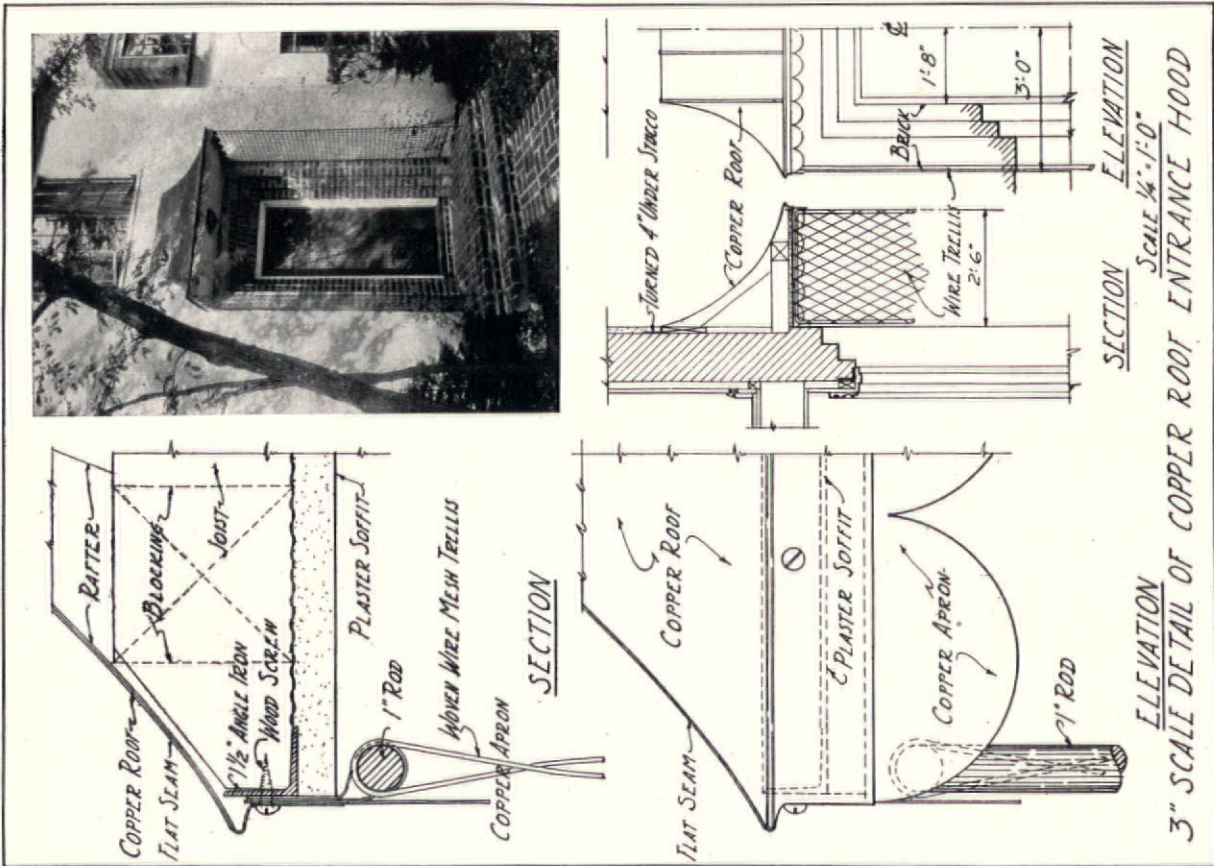 COPPER ROOF
FLAT SEAM
RAFTER
BLOCKING
JOIST
1½" ANGLE IRON
WOOD SCREW
PLASTER SOFFIT
1" ROD
WOVEN WIRE MESH TRELLIS
COPPER APRON
SECTION
FLAT SEAM
COPPER ROOF
PLASTER SOFFIT
COPPER APRON
1" ROD
ELEVATION
TURNED 4" UNDER STUCCO
COPPER ROOF
WIRE TRELLIS
2'-6"
SECTION
BRICK
1'-8"
3'-0"
ELEVATION
SCALE ¼"=1'-0"
3" SCALE DETAIL OF COPPER ROOF ENTRANCE HOOD